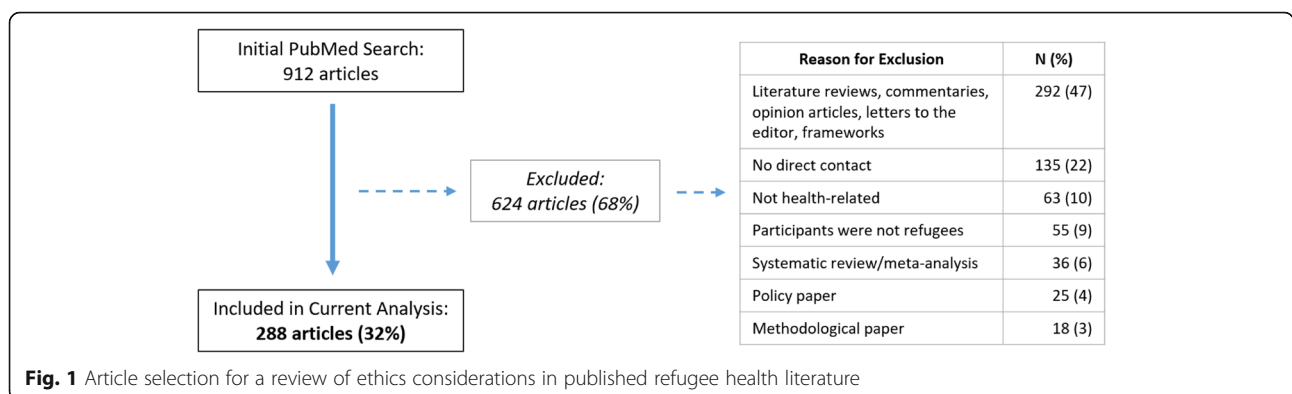 Initial PubMed Search:
912 articles
Excluded:
624 articles (68%)
Included in Current Analysis:
288 articles (32%)
Reason for Exclusion N (%)
Literature reviews, commentaries, 292 (47)
opinion articles, letters to the
editor, frameworks
No direct contact 135 (22)
Not health-related 63 (10)
Participants were not refugees 55 (9)
Systematic review/meta-analysis 36 (6)
Policy paper 25 (4)
Methodological paper 18 (3)
Fig. 1 Article selection for a review of ethics considerations in published refugee health literature